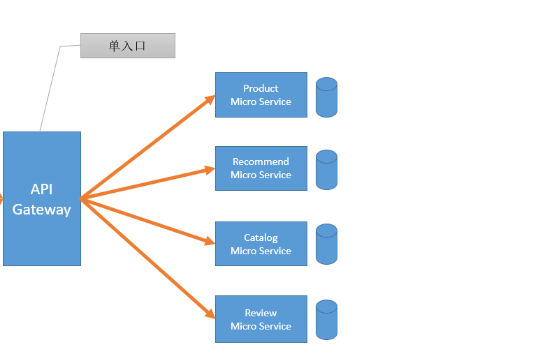 单入口
Product
Micro Service
Recommend
Micro Service
API
Gateway
Catalog
Micro Service
Review
Micro Service